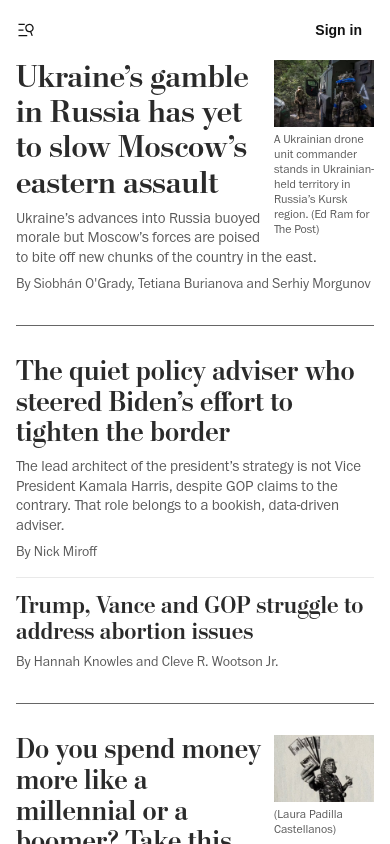 Sign in
Ukraine’s gamble
in Russia has yet
to slow Moscow’s
eastern assault
Ukraine’s advances into Russia buoyed
morale but Moscow’s forces are poised
to bite off new chunks of the country in the east.
By Siobhán O'Grady, Tetiana Burianova and Serhiy Morgunov
A Ukrainian drone
unit commander
stands in Ukrainian-
held territory in
Russia’s Kursk
region. (Ed Ram for
The Post)
The quiet policy adviser who
steered Biden’s effort to
tighten the border
The lead architect of the president’s strategy is not Vice
President Kamala Harris, despite GOP claims to the
contrary. That role belongs to a bookish, data-driven
adviser.
By Nick Miroff
Trump, Vance and GOP struggle to
address abortion issues
By Hannah Knowles and Cleve R. Wootson Jr.
Do you spend money
more like a
millennial or a
boomer? Take this
(Laura Padilla
Castellanos)